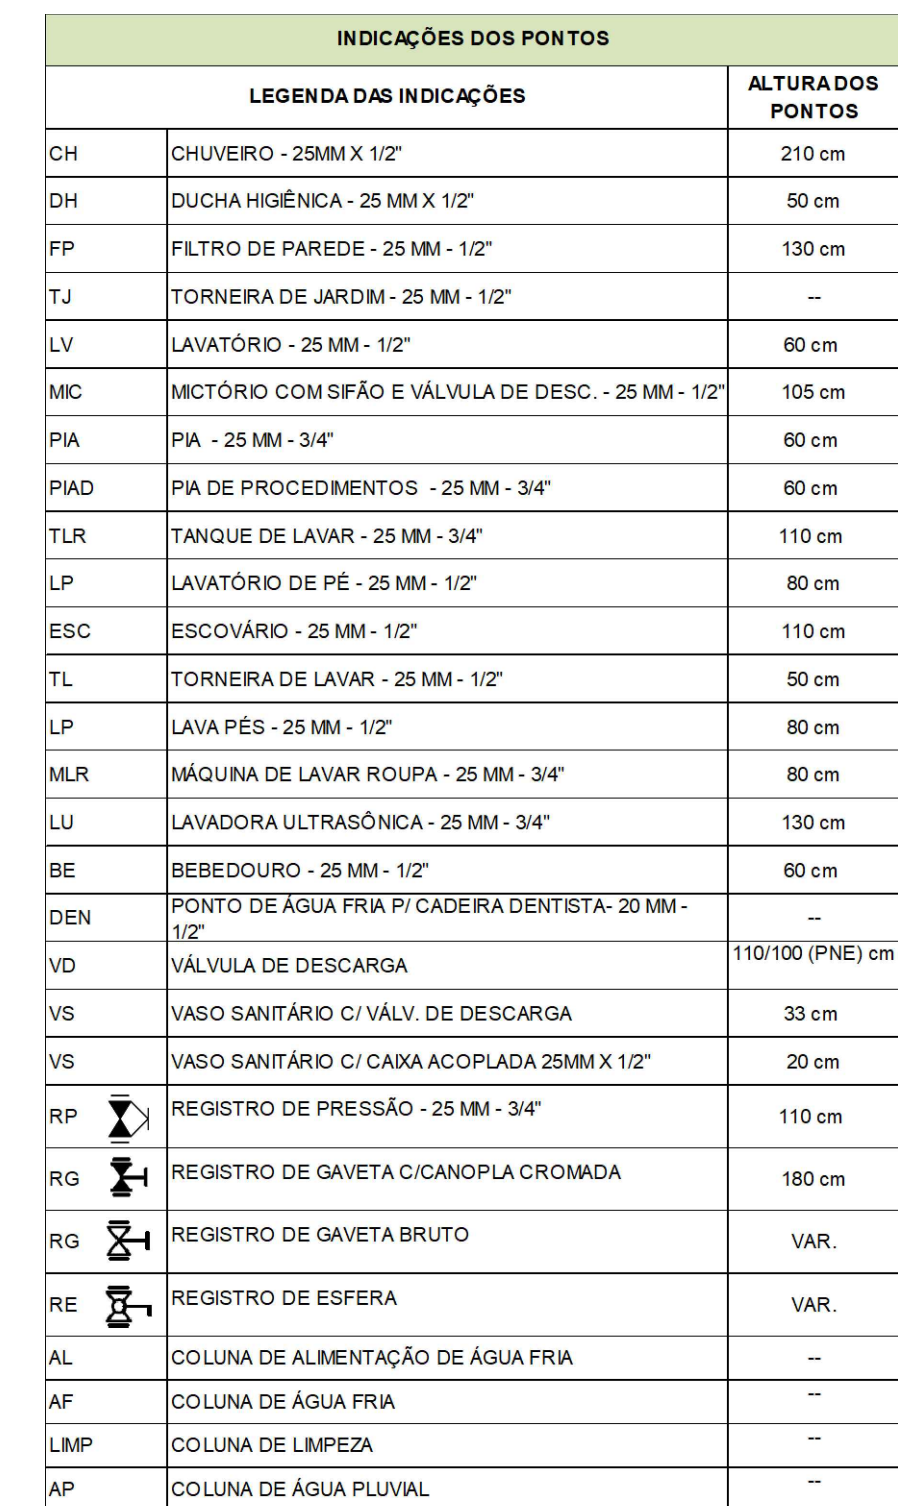 INDICAÇÕES DOS PONTOS
LEGENDA DAS INDICAÇÕES
ALTURA DOS
PONTOS
CH CHUVEIRO - 25MM X 1/2" 210 cm
DH DUCHA HIGIÊNICA - 25 MM X 1/2" 50 cm
FP FILTRO DE PAREDE - 25 MM - 1/2" 130 cm
TJ TORNEIRA DE JARDIM - 25 MM - 1/2" --
LV LAVATÓRIO - 25 MM - 1/2" 60 cm
MIC MICTÓRIO COM SIFÃO E VÁLVULA DE DESC. - 25 MM - 1/2" 105 cm
PIA PIA - 25 MM - 3/4" 60 cm
PIAD PIA DE PROCEDIMENTOS - 25 MM - 3/4" 60 cm
TLR TANQUE DE LAVAR - 25 MM - 3/4" 110 cm
LP LAVATÓRIO DE PÉ - 25 MM - 1/2" 80 cm
ESC ESCOVÁRIO - 25 MM - 1/2" 110 cm
TL TORNEIRA DE LAVAR - 25 MM - 1/2" 50 cm
LP LAVA PÉS - 25 MM - 1/2" 80 cm
MLR MÁQUINA DE LAVAR ROUPA - 25 MM - 3/4" 80 cm
LU LAVADORA ULTRASÔNICA - 25 MM - 3/4" 130 cm
BE BEBEDOURO - 25 MM - 1/2" 60 cm
DEN PONTO DE ÁGUA FRIA P/ CADEIRA DENTISTA- 20 MM -
1/2" --
VD VÁLVULA DE DESCARGA 110/100 (PNE) cm
VS VASO SANITÁRIO C/ VÁLV. DE DESCARGA 33 cm
VS VASO SANITÁRIO C/ CAIXA ACOPLADA 25MM X 1/2" 20 cm
RP REGISTRO DE PRESSÃO - 25 MM - 3/4" 110 cm
RG REGISTRO DE GAVETA C/CANOPLA CROMADA 180 cm
RG REGISTRO DE GAVETA BRUTO VAR.
RE REGISTRO DE ESFERA VAR.
AL COLUNA DE ALIMENTAÇÃO DE ÁGUA FRIA --
AF COLUNA DE ÁGUA FRIA --
LIMP COLUNA DE LIMPEZA --
AP COLUNA DE ÁGUA PLUVIAL --